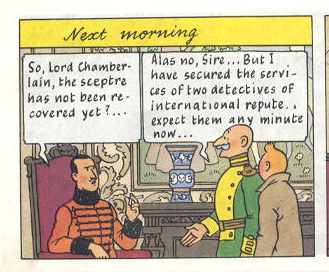 Next morning
So, Lord Chamber-
lain, the sceptre
has not been re-
covered yet?...
Alas no, Sire... But I
have secured the servi-
ces of two detectives of
international repute..
expect them any minute
now...